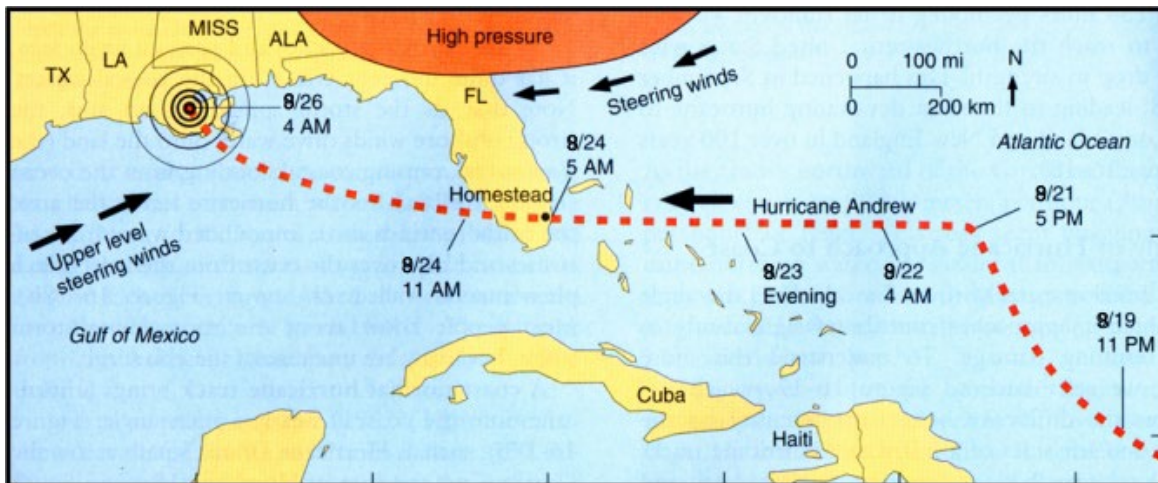 MISS
ALA
LA
TX
High pressure
FL
Steering winds
0 100 mi
0 200 km
N
8/26
4 AM
8/24
5 AM
Atlantic Ocean
Homestead
Hurricane Andrew
8/21
5 PM
Upper level
steering winds
8/24
11 AM
8/23
Evening
8/22
4 AM
8/19
11 PM
Gulf of Mexico
Cuba
Haiti